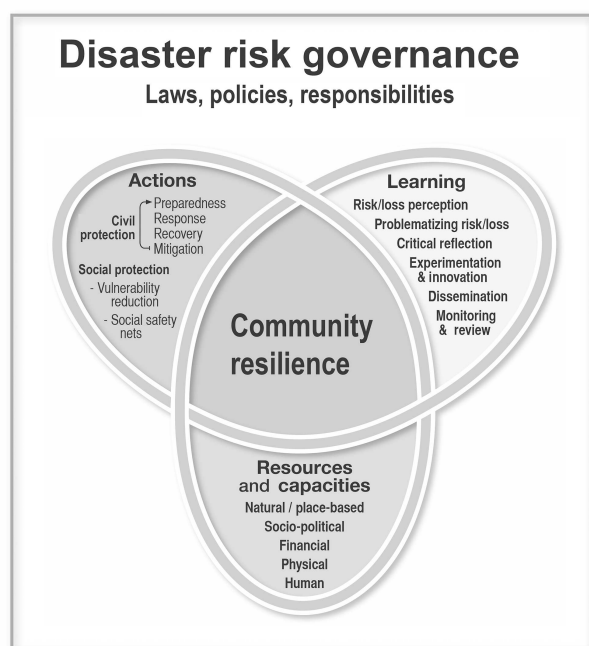 Disaster risk governance
Laws, policies, responsibilities
Actions
Civil
protection
Preparedness
Response
Recovery
Mitigation
Social protection
- Vulnerability
reduction
- Social safety
nets
Learning
Risk/loss perception
Problematizing risk/loss
Critical reflection
Experimentation
& innovation
Dissemination
Monitoring
& review
Community
resilience
Resources
and capacities
Natural / place-based
Socio-political
Financial
Physical
Human